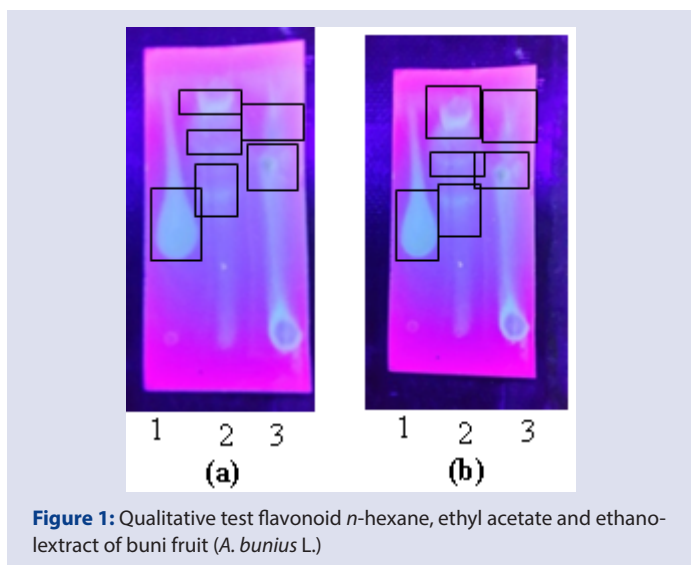 1 2 3 1 2 3
(a) (b)
Figure 1: Qualitative test flavonoid n-hexane, ethyl acetate and ethano-
lextract of buni fruit (A. bunius L.)